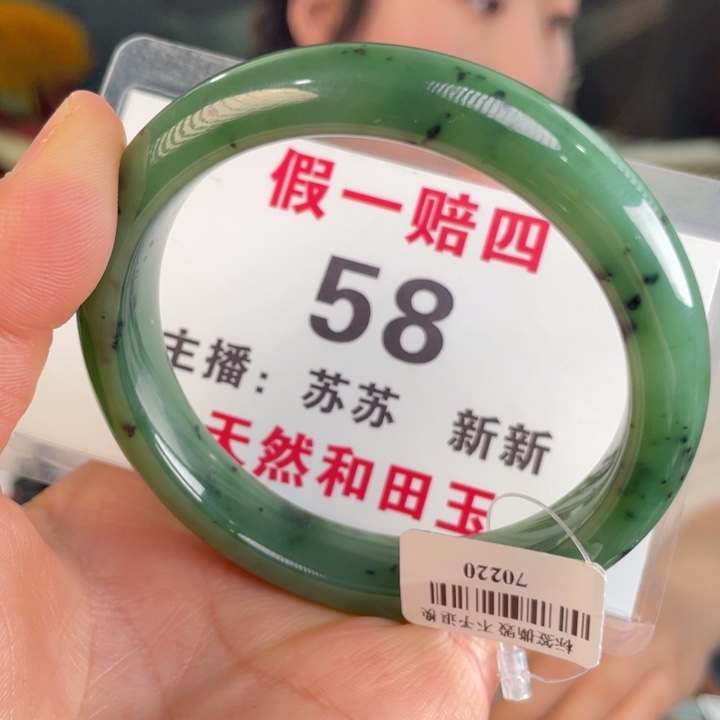 假一赔四
58
主播：苏苏 新新
天然和田玉
70220
标签撕毁 不予退换